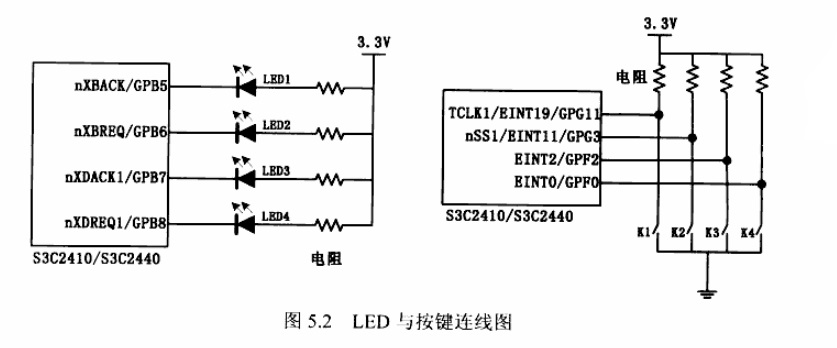 3.3V
nXBACK/GPB5
LED1
nXBREQ/GPB6
LED2
nXDACK1/GPB7
LED3
nXDREQ1/GPB8
LED4
S3C2410/S3C2440
电阻
3.3V
电阻
TCLK1/EINT19/GPG11
nSS1/EINT11/GPG3
EINT2/GPF2
EINT0/GPF0
S3C2410/S3C2440
K1 K2 K3 K4
图 5.2 LED 与按键连线图